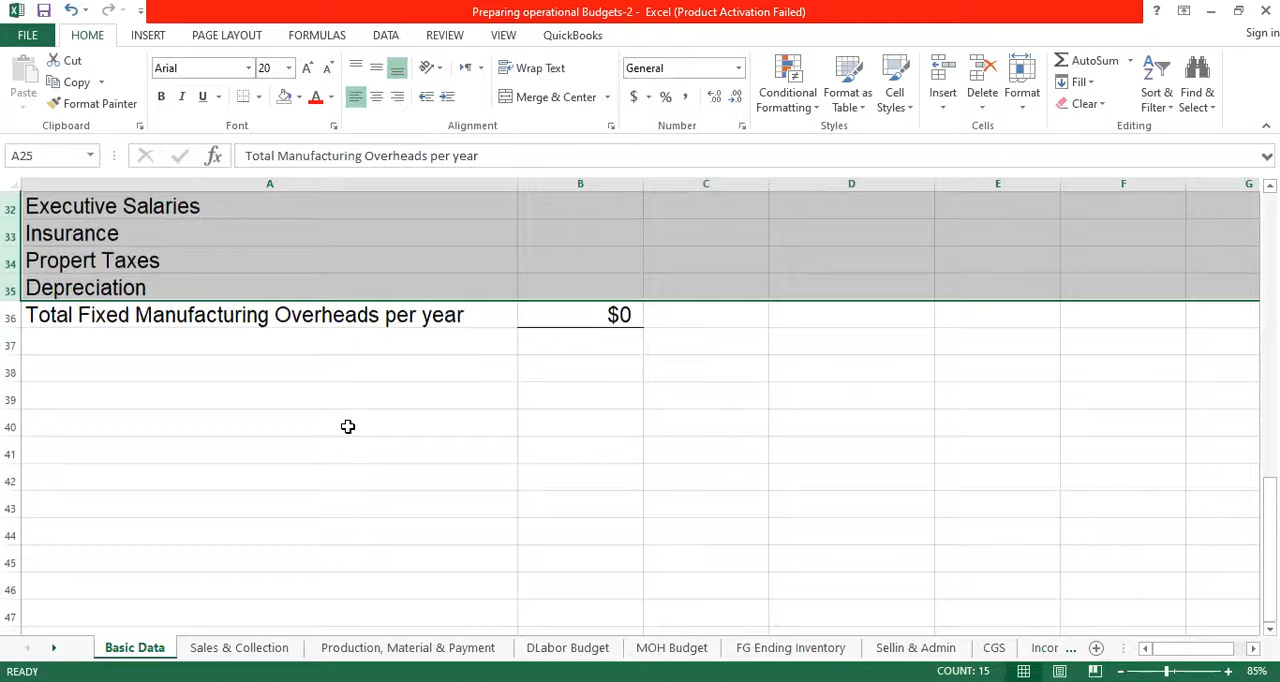 Preparing operational Budgets-2 - Excel (Product Activation Failed)
?
FILE HOME INSERT PAGE LAYOUT FORMULAS DATA REVIEW VIEW QuickBooks Sign in
Paste
Cut
Copy
Format Painter
Clipboard
Arial 20
B I U
Font
Wrap Text
Merge & Center
Alignment
General
$ % ,
Number
Conditional Formatting
Format as Table
Cell Styles
Styles
Insert Delete Format
Cells
AutoSum
Fill
Clear
Sort & Filter
Find & Select
Editing
A25 fx Total Manufacturing Overheads per year
A B C D E F G
32 Executive Salaries
33 Insurance
34 Propert Taxes
35 Depreciation
36 Total Fixed Manufacturing Overheads per year $0
37
38
39
40
41
42
43
44
45
46
47
Basic Data Sales & Collection Production, Material & Payment DLabor Budget MOH Budget FG Ending Inventory Sellin & Admin CGS Incor ...
READY COUNT: 15 85%